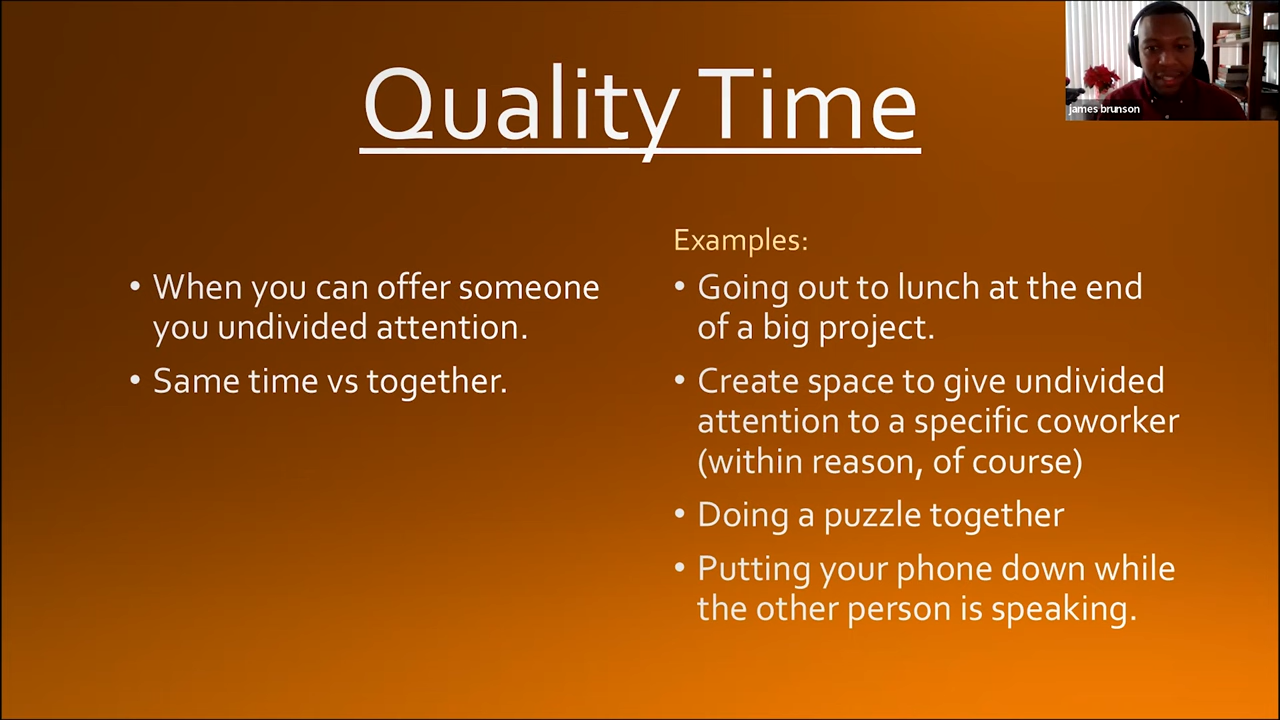 Quality Time
james brunson
• When you can offer someone
you undivided attention.
• Same time vs together.
Examples:
• Going out to lunch at the end
of a big project.
• Create space to give undivided
attention to a specific coworker
(within reason, of course)
• Doing a puzzle together
• Putting your phone down while
the other person is speaking.